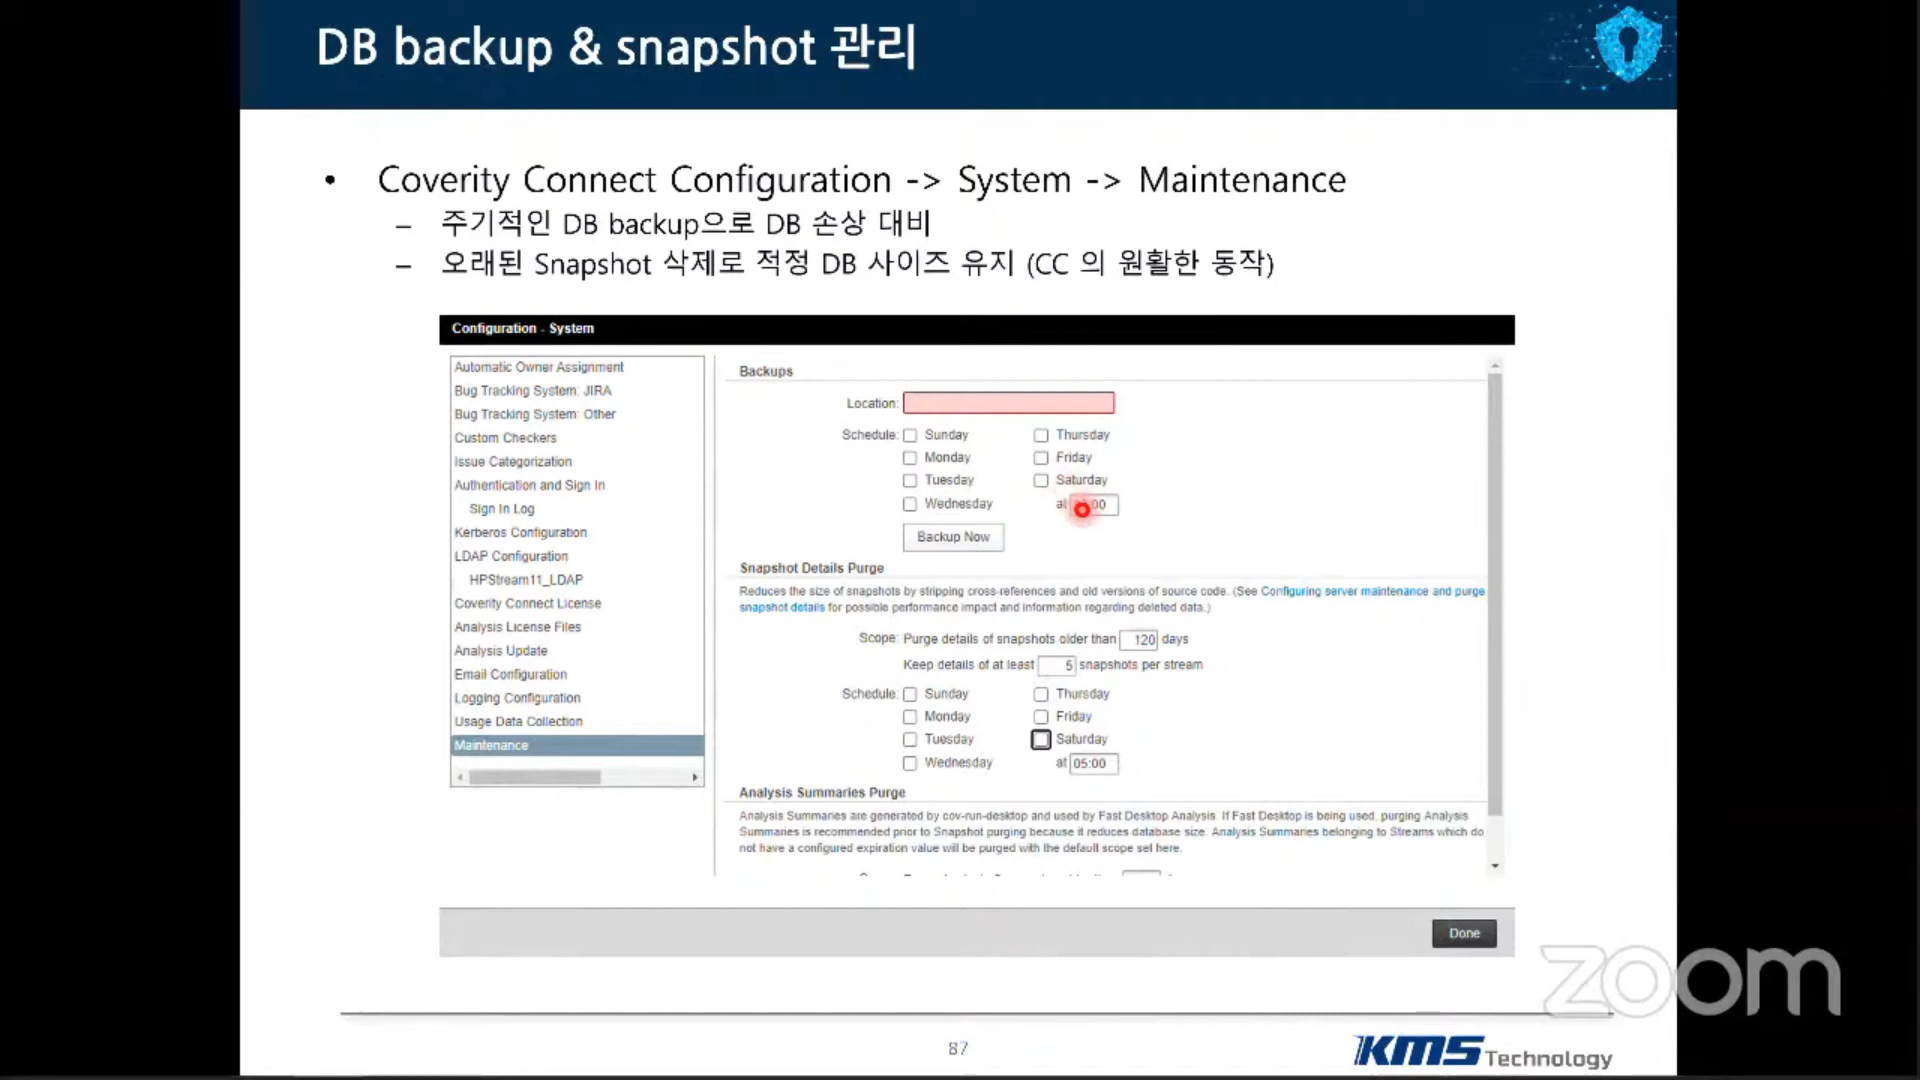 DB backup & snapshot 관리
• Coverity Connect Configuration -> System -> Maintenance
– 주기적인 DB backup으로 DB 손상 대비
– 오래된 Snapshot 삭제로 적정 DB 사이즈 유지 (CC 의 원활한 동작)
Configuration - System
Automatic Owner Assignment
Bug Tracking System: JIRA
Bug Tracking System: Other
Custom Checkers
Issue Categorization
Authentication and Sign In
Sign In Log
Kerberos Configuration
LDAP Configuration
HPStream11_LDAP
Coverity Connect License
Analysis License Files
Analysis Update
Email Configuration
Logging Configuration
Usage Data Collection
Maintenance
Backups
Location:
Schedule: Sunday Thursday
Monday Friday
Tuesday Saturday
Wednesday at
Backup Now
Snapshot Details Purge
Reduces the size of snapshots by stripping cross-references and old versions of source code. (See Configuring server maintenance and purge
snapshot details for possible performance impact and information regarding deleted data.)
Scope: Purge details of snapshots older than 120 days
Keep details of at least 5 snapshots per stream
Schedule: Sunday Thursday
Monday Friday
Tuesday Saturday
Wednesday at 05:00
Analysis Summaries Purge
Analysis Summaries are generated by cov-run-desktop and used by Fast Desktop Analysis. If Fast Desktop is being used, purging Analysis
Summaries is recommended prior to Snapshot purging because it reduces database size. Analysis Summaries belonging to Streams which do
not have a configured expiration value will be purged with the default scope set here.
Done
zoom
87
KMS Technology